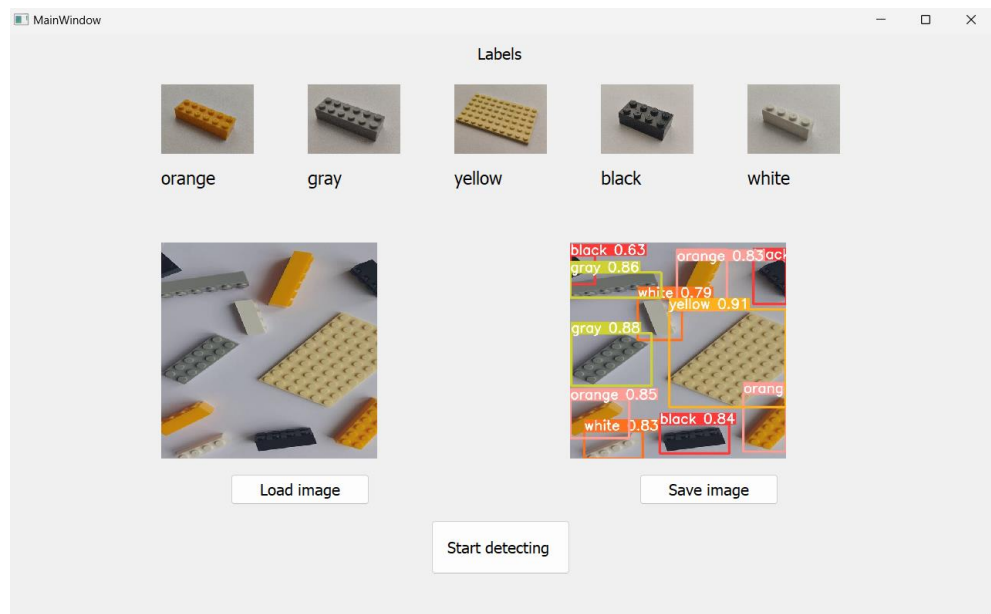 MainWindow
Labels
orange
gray
yellow
black
white
black 0.63
orange 0.83
gray 0.86
white 0.79
yellow 0.91
gray 0.88
orange 0.85
white 0.83
black 0.84
Load image
Save image
Start detecting